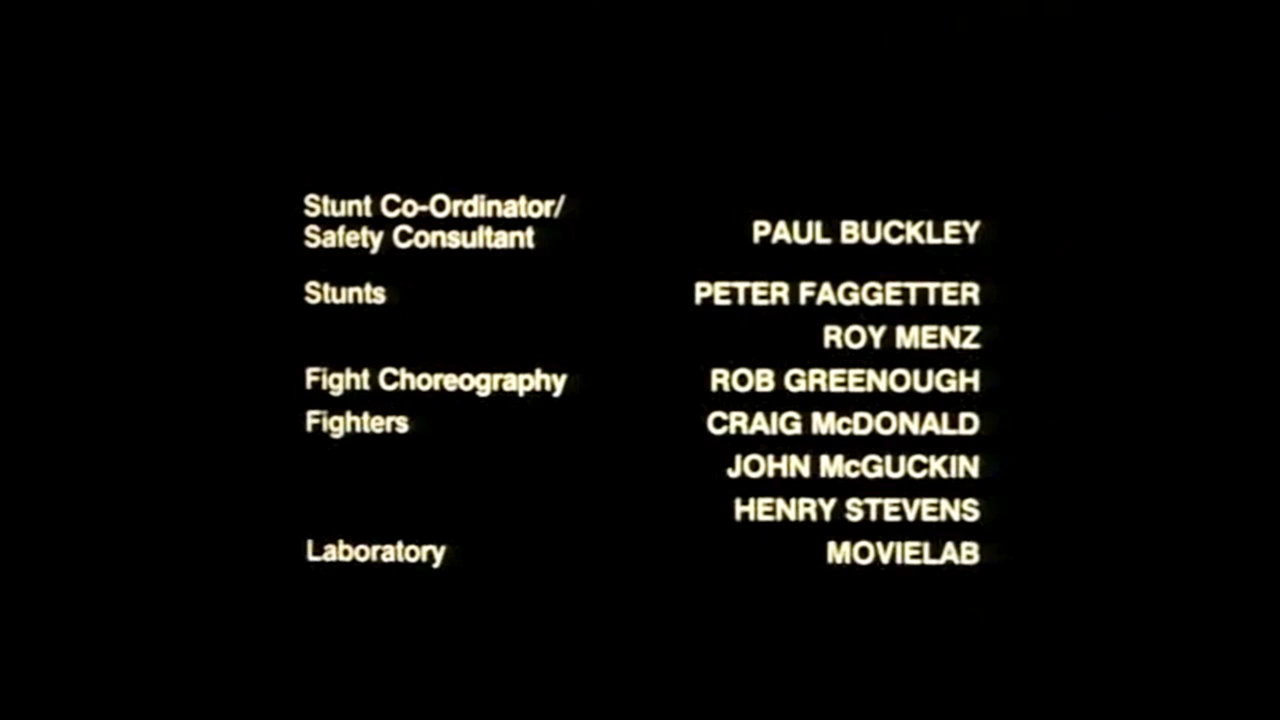 Stunt Co-Ordinator/
Safety Consultant PAUL BUCKLEY
Stunts PETER FAGGETTER
ROY MENZ
Fight Choreography ROB GREENOUGH
Fighters CRAIG McDONALD
JOHN McGUCKIN
HENRY STEVENS
Laboratory MOVIELAB